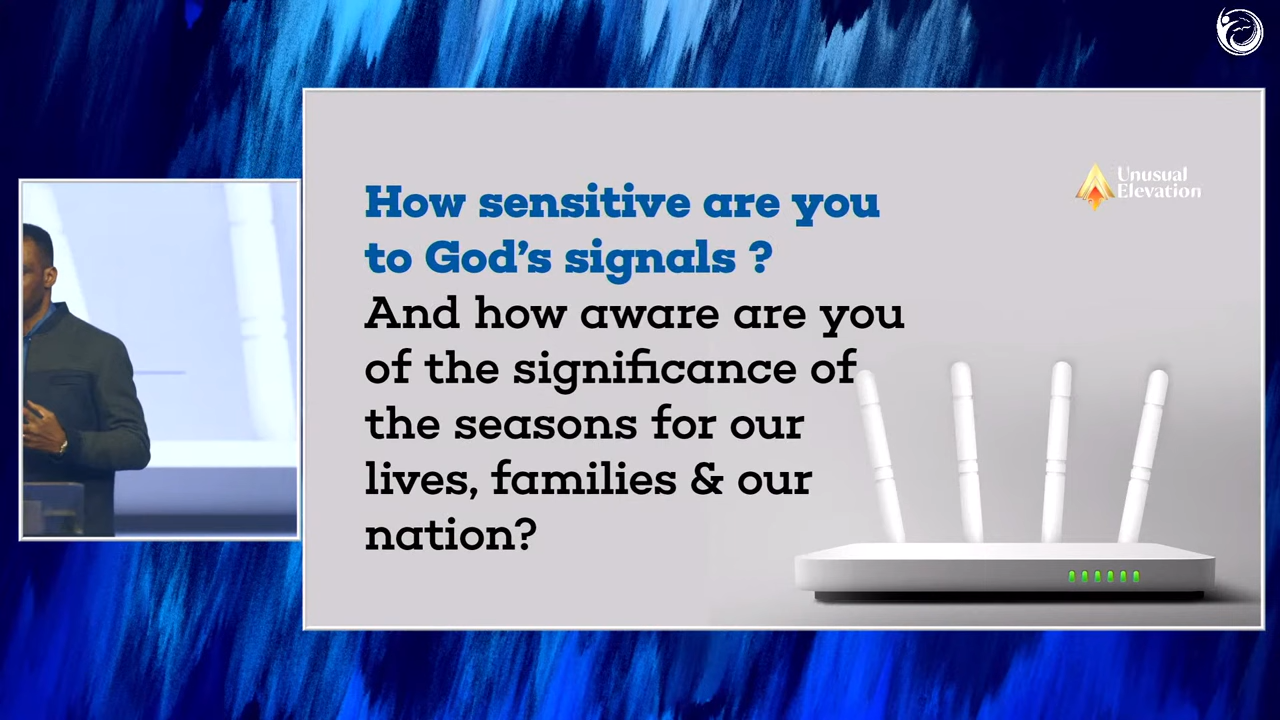 How sensitive are you
to God's signals ?
And how aware are you
of the significance of
the seasons for our
lives, families & our
nation?
Unusual
Elevation